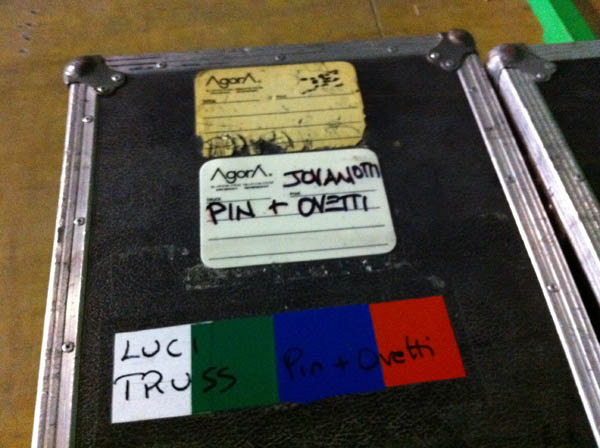 AgorA.
AgorA.
JOVANOTTI
PIN + OVETTI
LUCI
TRUSS
Pin + Ovetti